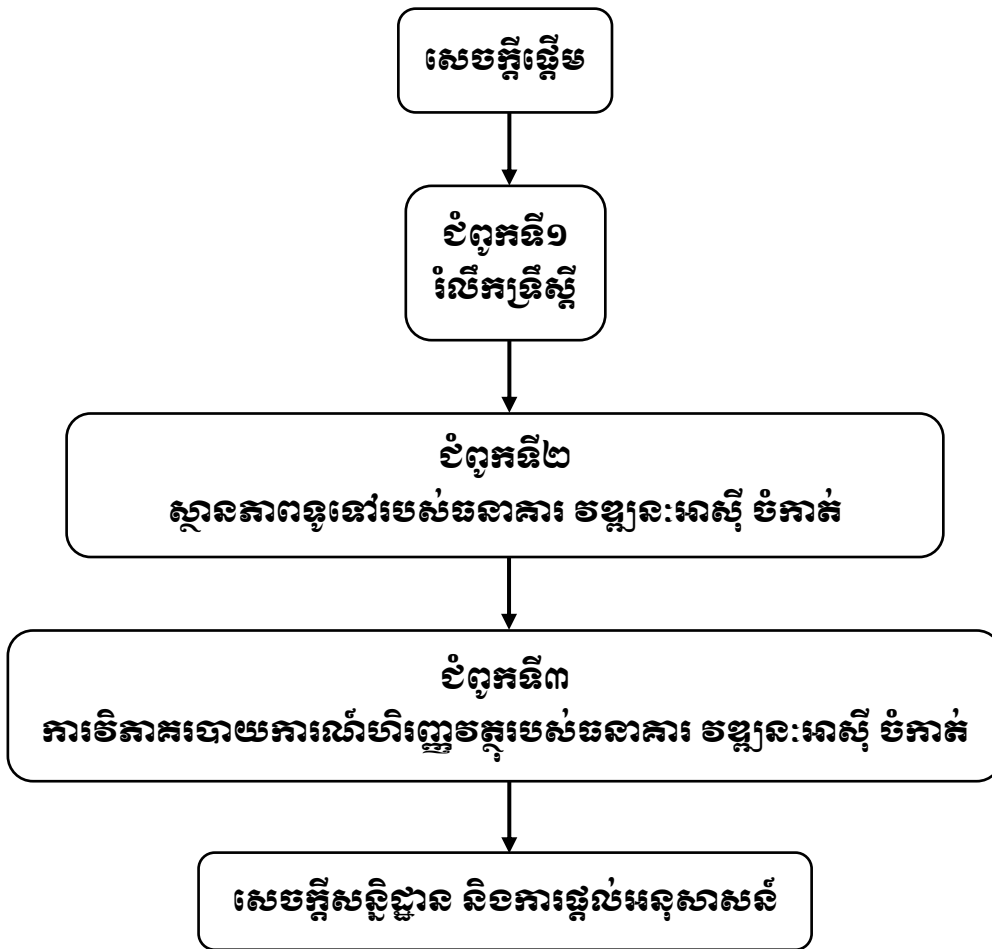 សេចក្តីផ្តើម
ជំពូកទី១
រំលឹកទ្រឹស្តី
ជំពូកទី២
ស្ថានភាពទូទៅរបស់ធនាគារ វឌ្ឍនៈអាស៊ី ចំកាត់
ជំពូកទី៣
ការវិភាគរបាយការណ៍ហិរញ្ញវត្ថុរបស់ធនាគារ វឌ្ឍនៈអាស៊ី ចំកាត់
សេចក្តីសន្និដ្ឋាន និងការផ្តល់អនុសាសន៍